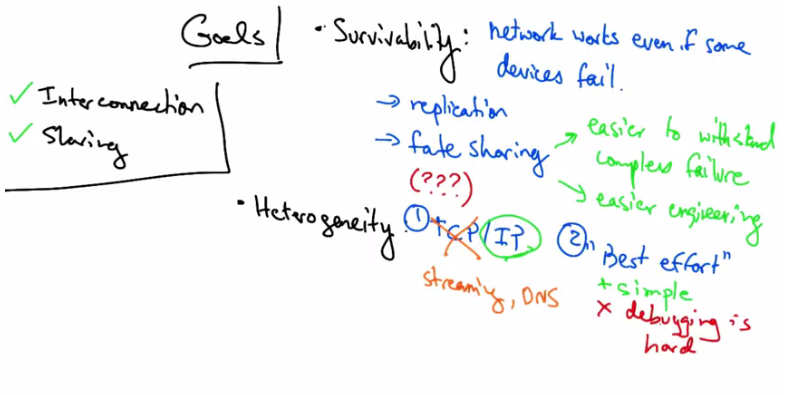 Goals
✓ Interconnection
✓ Sharing
• Survivability: network works even if some
devices fail.
→ replication
→ fate sharing
(???)
→ easier to withstand
complex failure
→ easier engineering
• Heterogeneity: ① TCP/IP
streaming, DNS
② "Best effort"
+ simple
x debugging is
hard